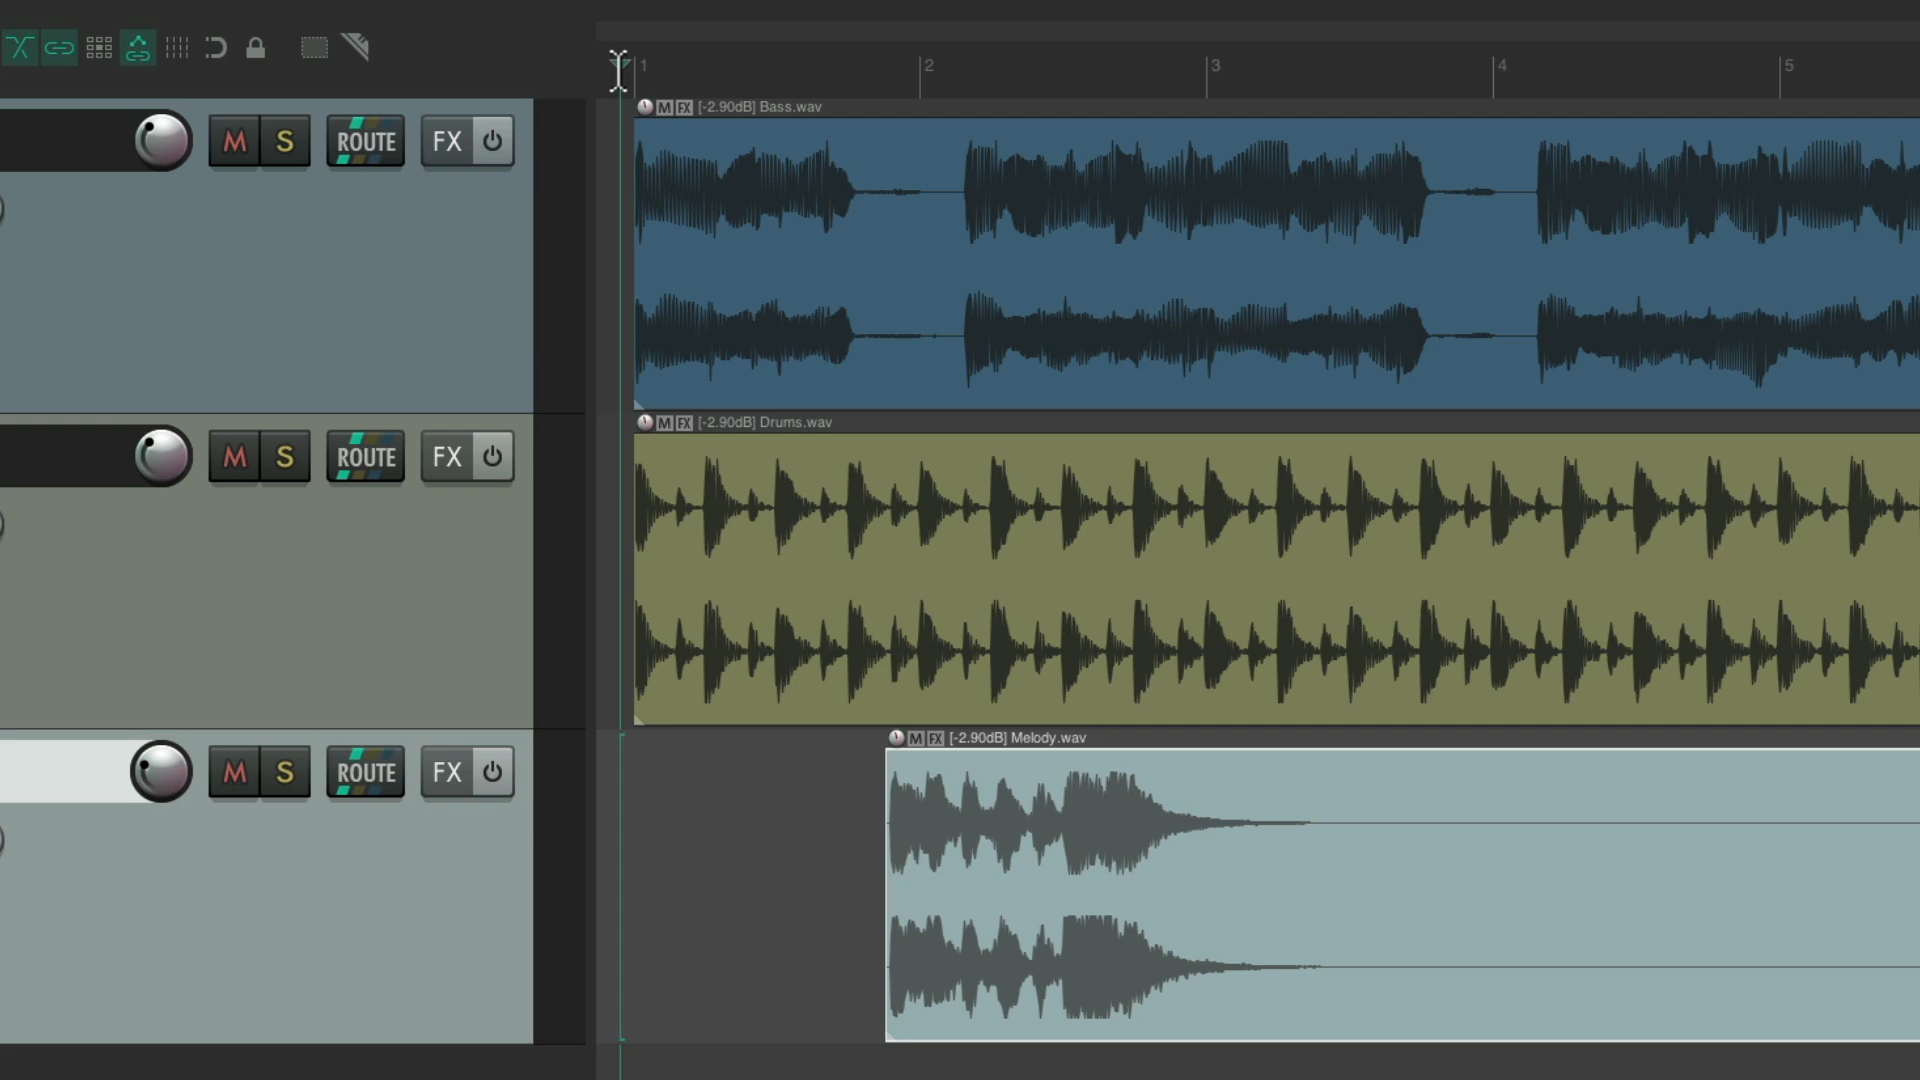 1 2 3 4 5
M FX [-2.90dB] Bass.wav
M S ROUTE FX
M FX [-2.90dB] Drums.wav
M S ROUTE FX
M FX [-2.90dB] Melody.wav
M S ROUTE FX